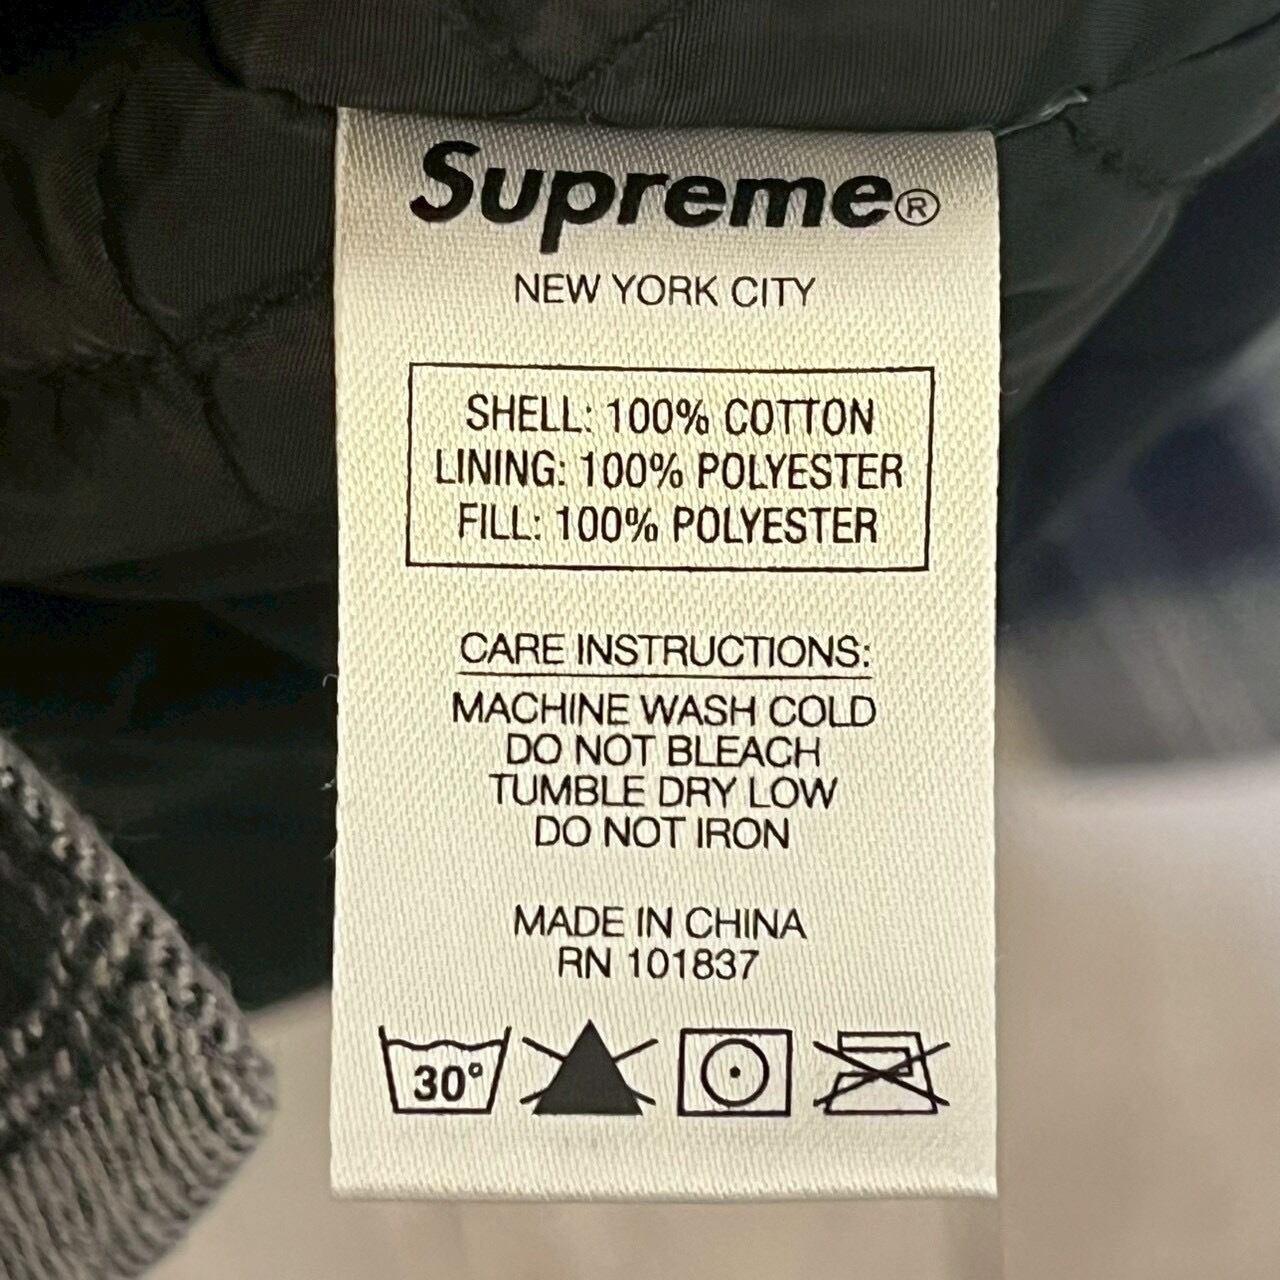 Supreme®
NEW YORK CITY
SHELL: 100% COTTON
LINING: 100% POLYESTER
FILL: 100% POLYESTER
CARE INSTRUCTIONS:
MACHINE WASH COLD
DO NOT BLEACH
TUMBLE DRY LOW
DO NOT IRON
MADE IN CHINA
RN 101837
30°